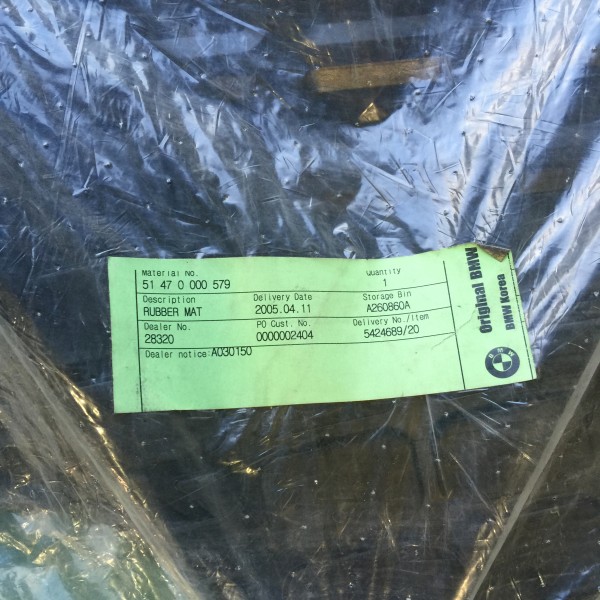 Material No.
Quantity
51 47 0 000 579
1
Description
Delivery Date
Storage Bin
RUBBER MAT
2005.04.11
A260860A
Dealer No.
PO Cust. No.
Delivery No./Item
28320
0000002404
5424689/20
Dealer notice:A030150
Original BMW
BMW Korea
BMW